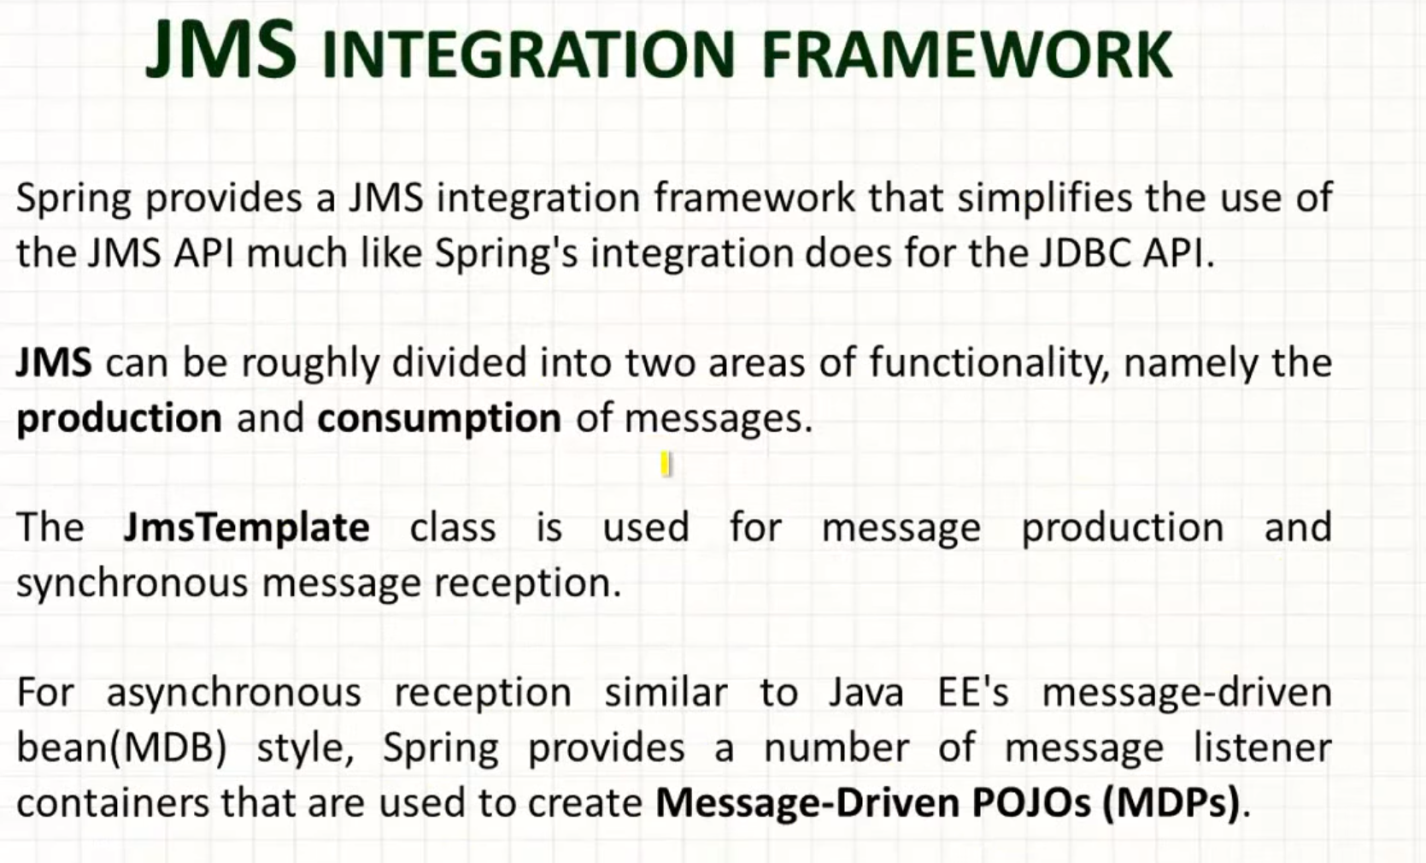 JMS INTEGRATION FRAMEWORK
Spring provides a JMS integration framework that simplifies the use of
the JMS API much like Spring's integration does for the JDBC API.
JMS can be roughly divided into two areas of functionality, namely the
production and consumption of messages.
The JmsTemplate class is used for message production and
synchronous message reception.
For asynchronous reception similar to Java EE's message-driven
bean(MDB) style, Spring provides a number of message listener
containers that are used to create Message-Driven POJOs (MDPs).